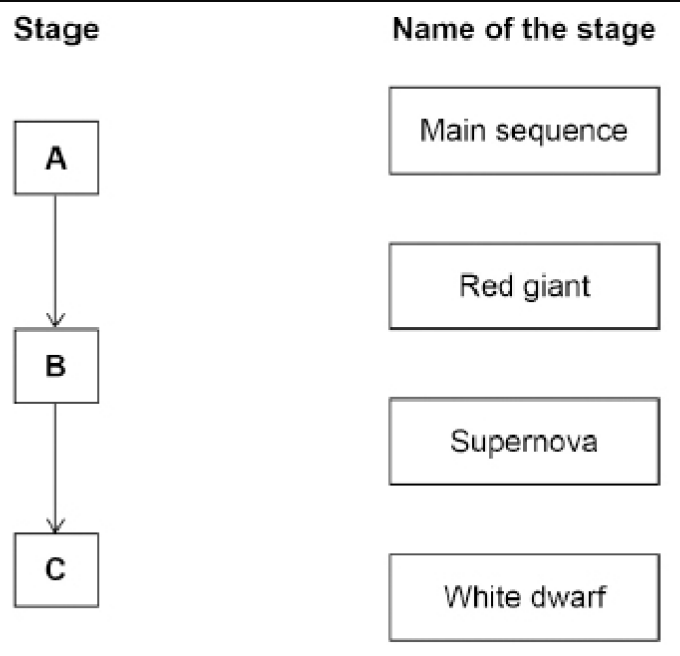 Stage
Name of the stage
A
Main sequence
Red giant
B
Supernova
C
White dwarf